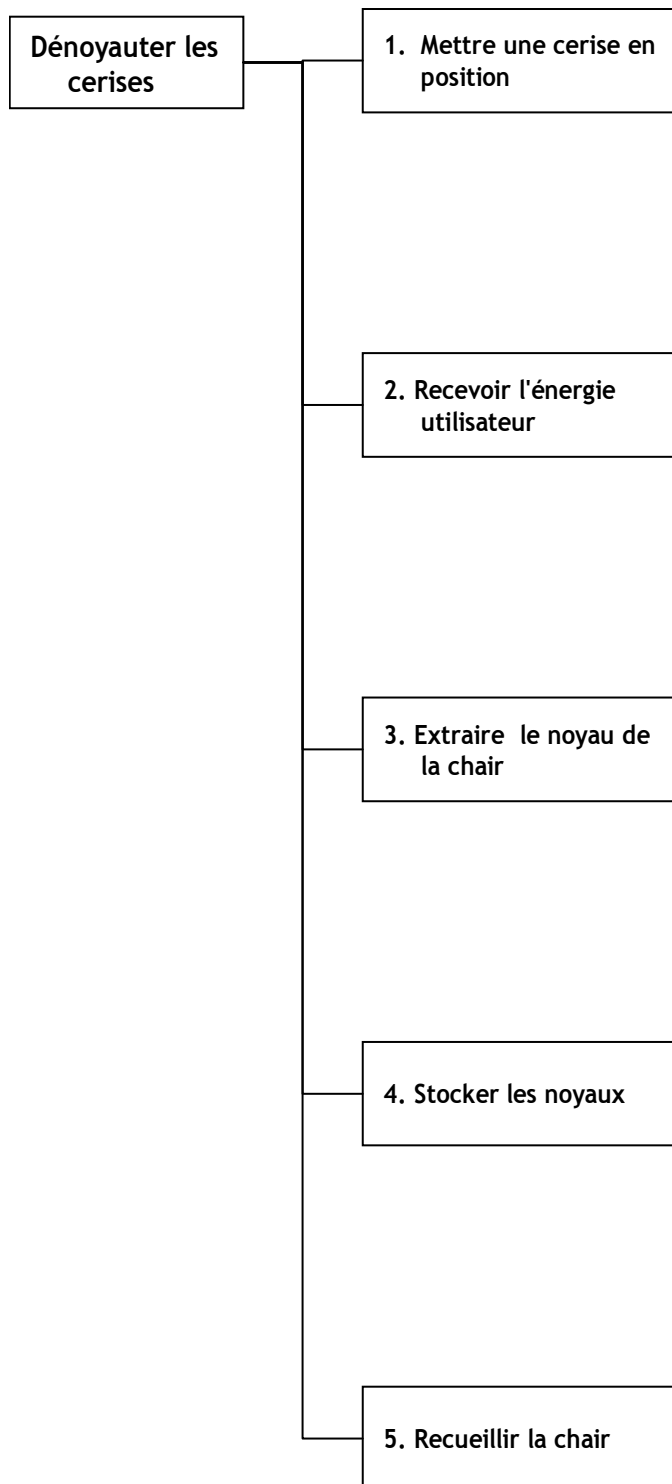 Dénoyauter les
cerises
1. Mettre une cerise en
position
2. Recevoir l'énergie
utilisateur
3. Extraire le noyau de
la chair
4. Stocker les noyaux
5. Recueillir la chair